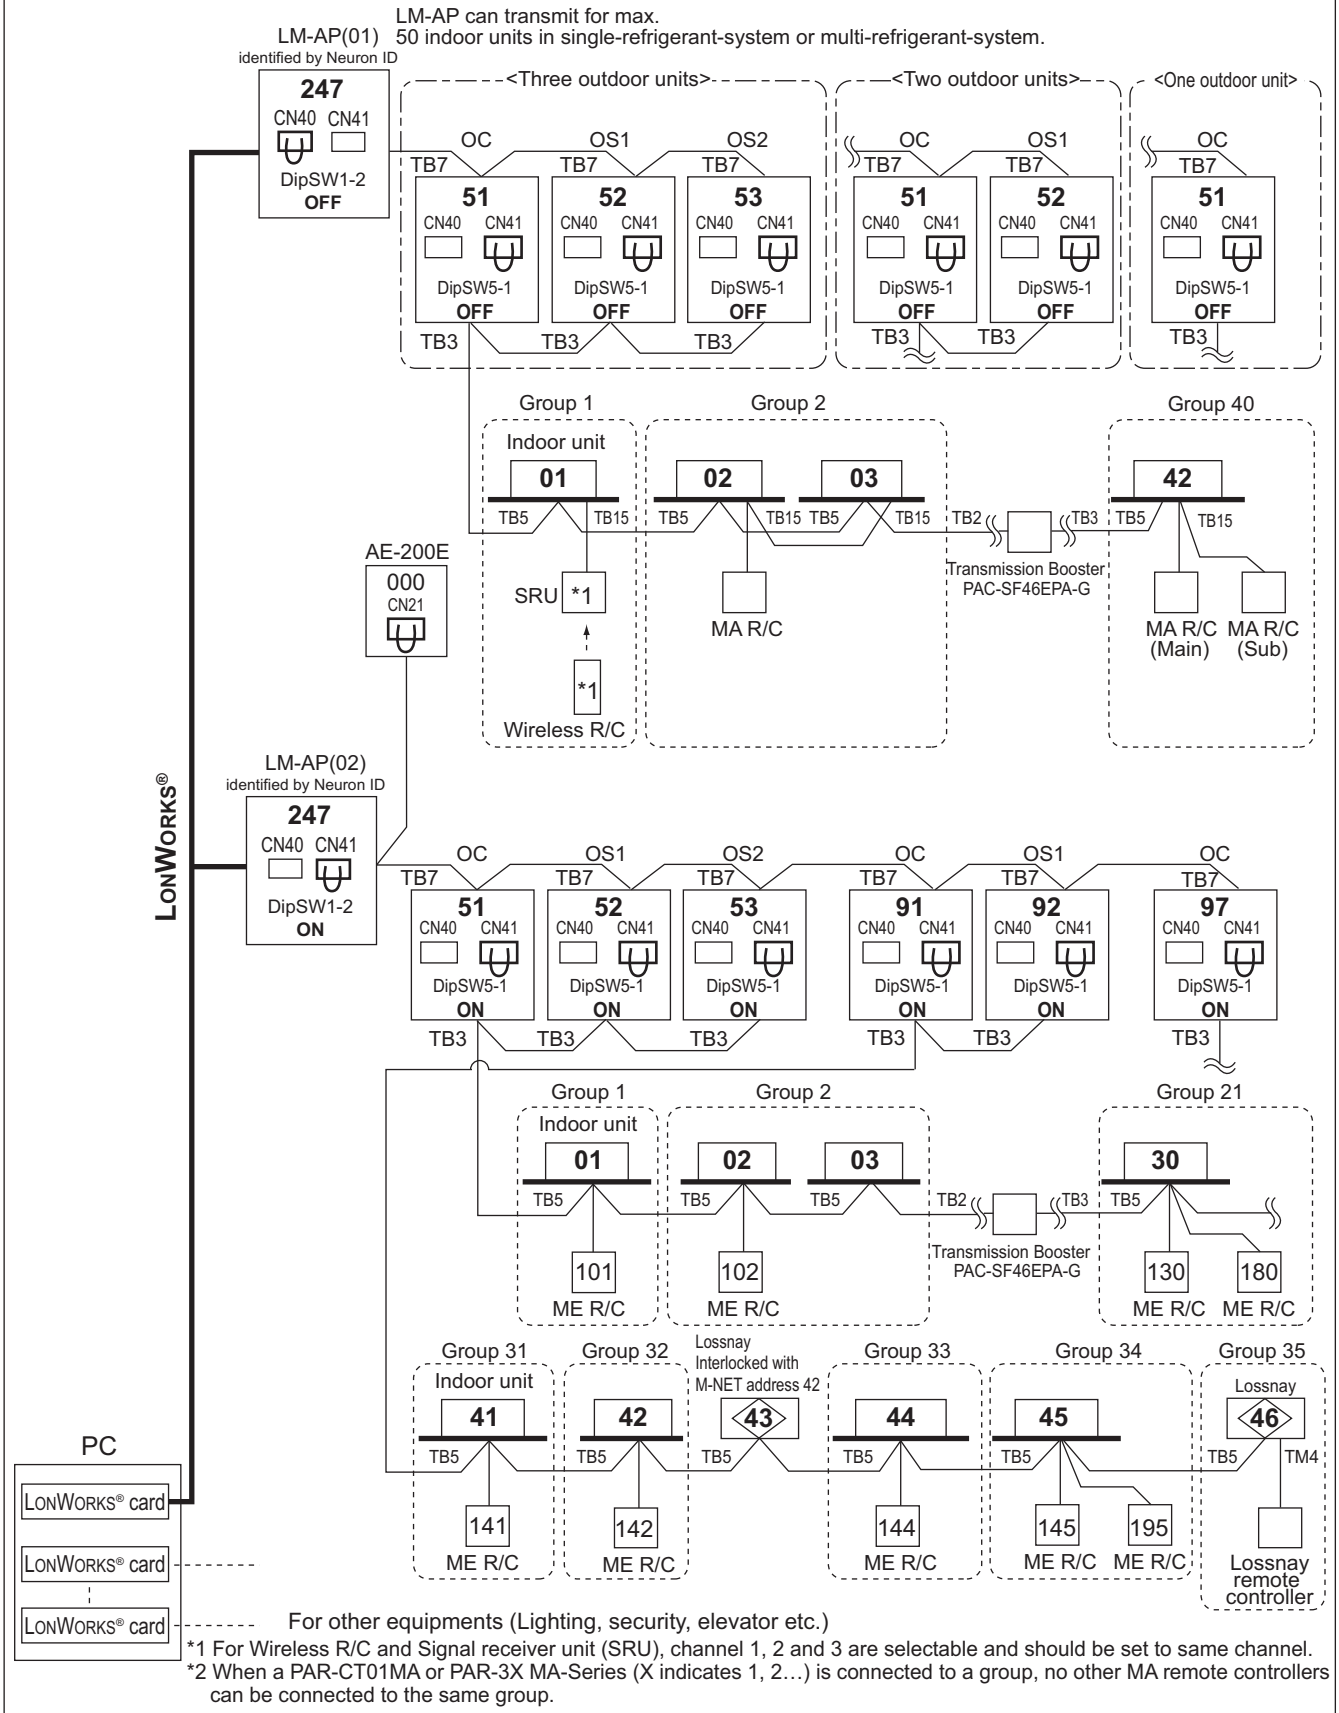 LM-AP can transmit for max.
50 indoor units in single-refrigerant-system or multi-refrigerant-system.
LM-AP(01)
identified by Neuron ID
247
CN40 CN41
DipSW1-2
OFF
<Three outdoor units>
<Two outdoor units>
<One outdoor unit>
OC OS1 OS2 OC OS1 OC
TB7 TB7 TB7 TB7 TB7 TB7
51 52 53 51 52 51
CN40 CN41 CN40 CN41 CN40 CN41 CN40 CN41 CN40 CN41 CN40 CN41
DipSW5-1 DipSW5-1 DipSW5-1 DipSW5-1 DipSW5-1 DipSW5-1
OFF OFF OFF OFF OFF OFF
TB3 TB3 TB3 TB3 TB3 TB3
Group 1 Group 2 Group 40
Indoor unit
01 02 03 42
TB5 TB15 TB5 TB15 TB5 TB15 TB2 TB3 TB5 TB15
Transmission Booster
PAC-SF46EPA-G
SRU *1
MA R/C
MA R/C
(Main)
MA R/C
(Sub)
*1
Wireless R/C
AE-200E
000
CN21
LONWORKS®
LM-AP(02)
identified by Neuron ID
247
CN40 CN41
DipSW1-2
ON
OC OS1 OS2 OC OS1 OC
TB7 TB7 TB7 TB7 TB7 TB7
51 52 53 91 92 97
CN40 CN41 CN40 CN41 CN40 CN41 CN40 CN41 CN40 CN41 CN40 CN41
DipSW5-1 DipSW5-1 DipSW5-1 DipSW5-1 DipSW5-1 DipSW5-1
ON ON ON ON ON ON
TB3 TB3 TB3 TB3 TB3 TB3
Group 1 Group 2 Group 21
Indoor unit
01 02 03 30
TB5 TB5 TB5 TB2 TB3 TB5
Transmission Booster
PAC-SF46EPA-G
101 102 130 180
ME R/C ME R/C ME R/C ME R/C
Group 31 Group 32
Lossnay
Interlocked with
M-NET address 42
Group 33 Group 34 Group 35
Indoor unit
Lossnay
41 42 43 44 45 46
TB5 TB5 TB5 TB5 TB5 TB5 TM4
141 142 144 145 195
ME R/C ME R/C ME R/C ME R/C ME R/C
Lossnay
remote
controller
PC
LONWORKS® card
LONWORKS® card
LONWORKS® card
For other equipments (Lighting, security, elevator etc.)
*1 For Wireless R/C and Signal receiver unit (SRU), channel 1, 2 and 3 are selectable and should be set to same channel.
*2 When a PAR-CT01MA or PAR-3X MA-Series (X indicates 1, 2…) is connected to a group, no other MA remote controllers
can be connected to the same group.